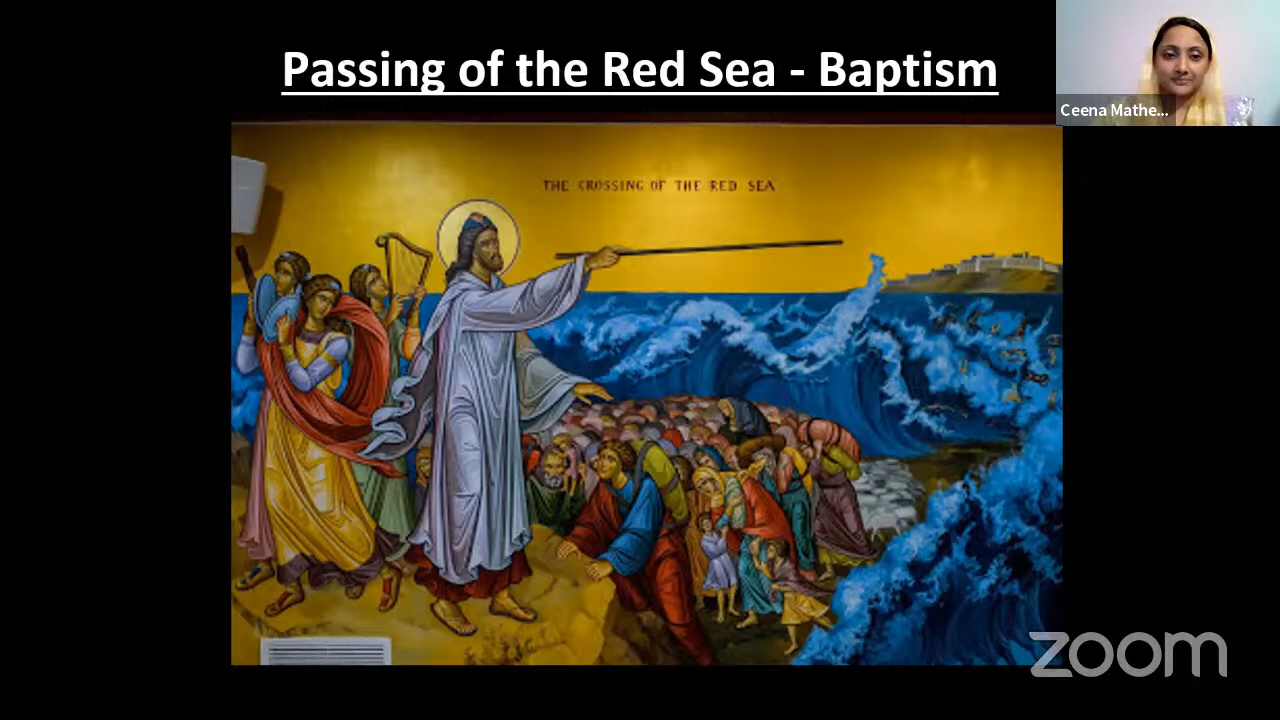 Passing of the Red Sea - Baptism
Ceena Mathe...
THE CROSSING OF THE RED SEA
zoom